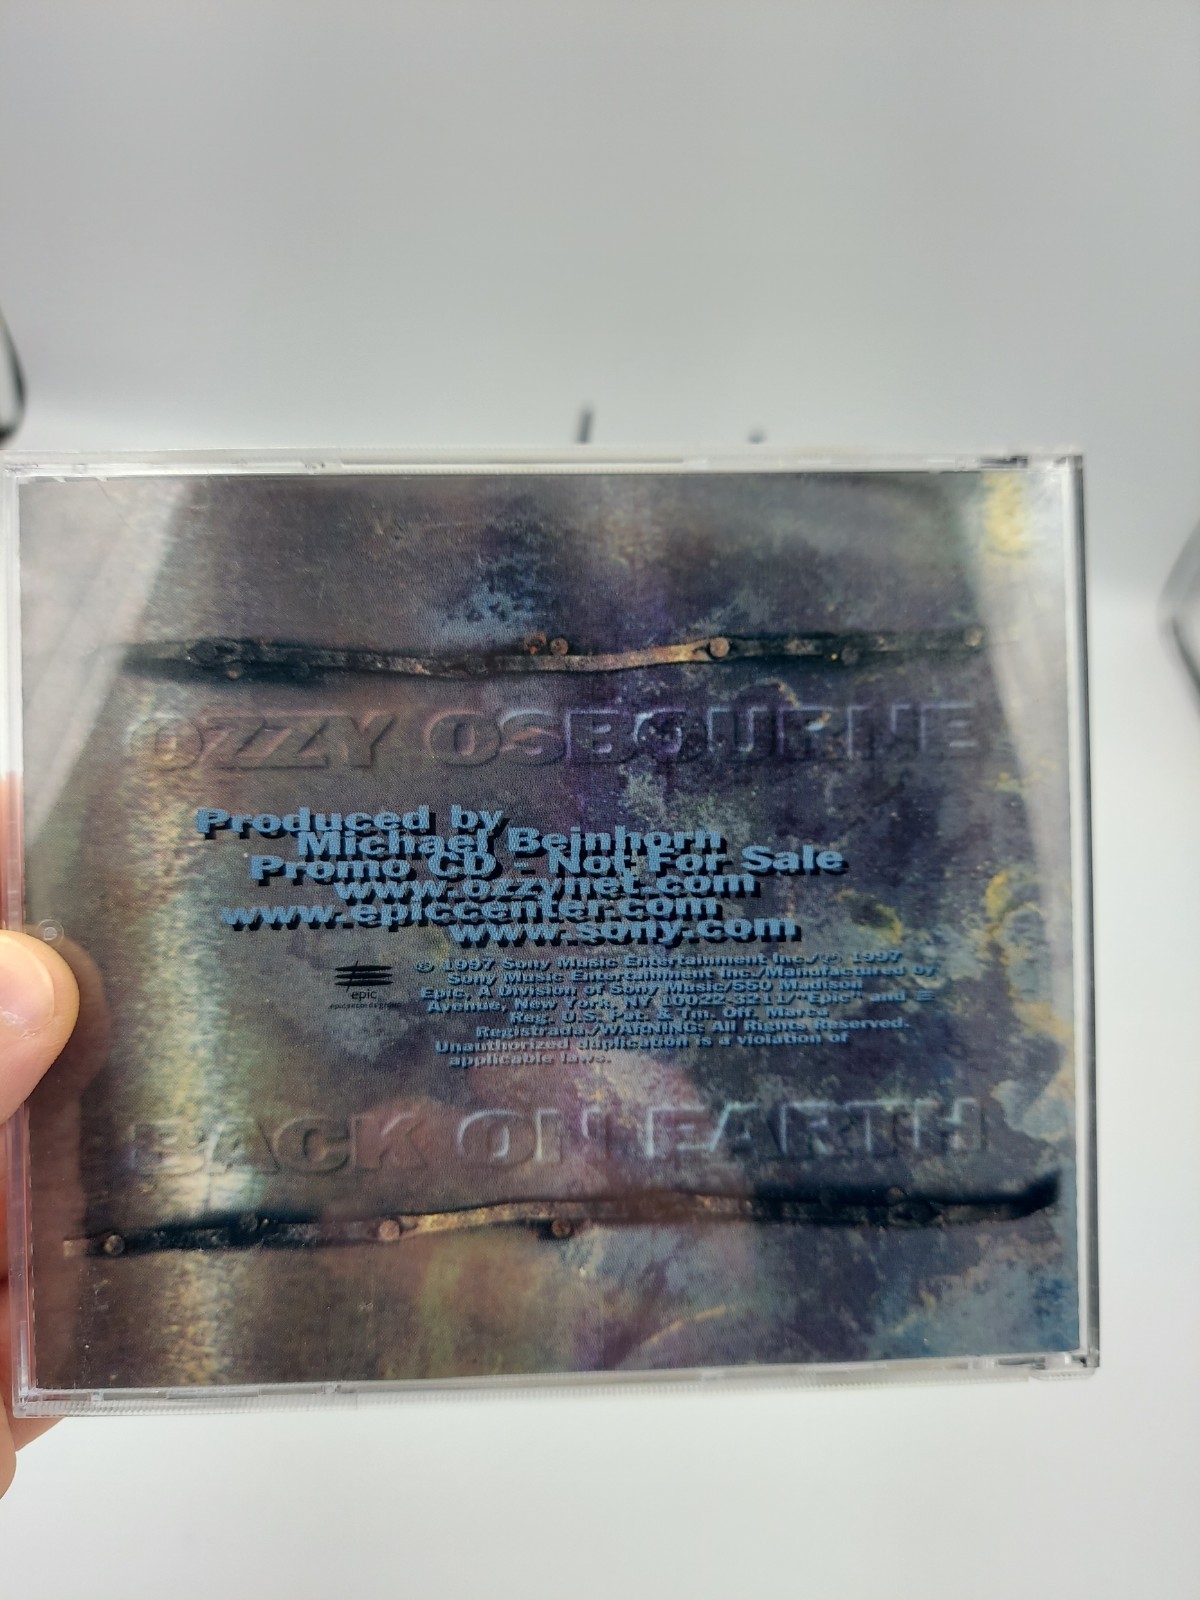 OZZY OSBOURNE
Produced by
Michael Beinhorn
Promo CD - Not For Sale
www.ozzynet.com
www.epiccenter.com
www.sony.com
epic
© 1997 Sony Music Entertainment Inc./℗ 1997
Sony Music Entertainment Inc./Manufactured by
Epic, A Division of Sony Music/550 Madison
Avenue, New York, NY 10022-3211/"Epic" and
Reg. U.S. Pat. & Tm. Off. Marca
Registrada./WARNING: All Rights Reserved.
Unauthorized duplication is a violation of
applicable laws.
BACK ON EARTH